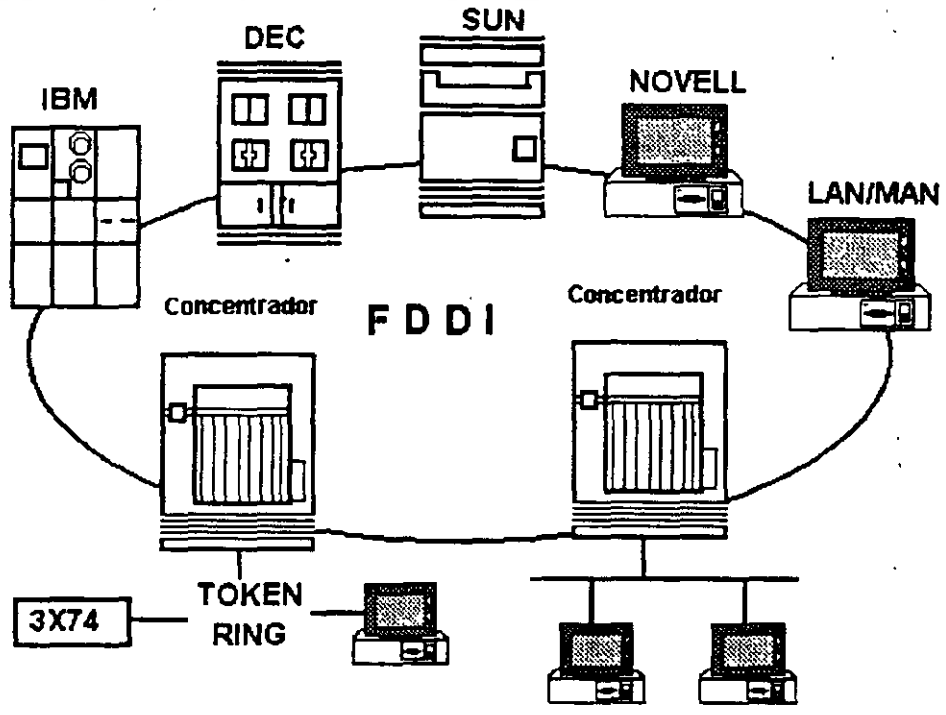 SUN
DEC
NOVELL
IBM
LAN/MAN
Concentrador
Concentrador
F D D I
TOKEN
RING
3X74